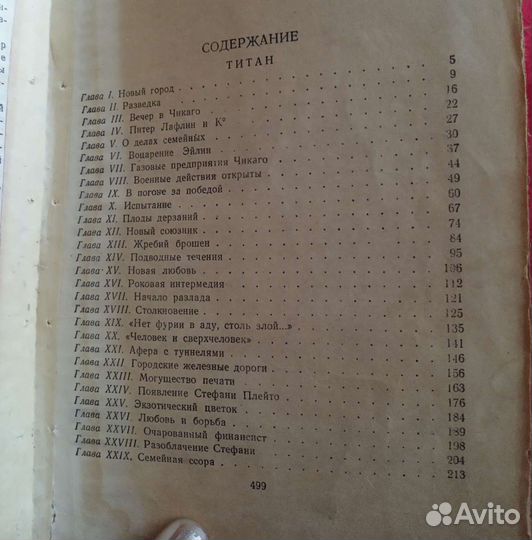 СОДЕРЖАНИЕ
ТИТАН
Глава I. Новый город . . . . . 5
Глава II. Разведка . . . . . 9
Глава III. Вечер в Чикаго . . . . . 16
Глава IV. Питер Лафлин и К° . . . . . 22
Глава V. О делах семейных . . . . . 27
Глава VI. Воцарение Эйлин . . . . . 30
Глава VII. Газовые предприятия Чикаго . . . . . 37
Глава VIII. Военные действия открыты . . . . . 44
Глава IX. В погоне за победой . . . . . 49
Глава X. Испытание . . . . . 60
Глава XI. Плоды дерзаний . . . . . 67
Глава XII. Новый союзник . . . . . 74
Глава XIII. Жребий брошен . . . . . 84
Глава XIV. Подводные течения . . . . . 95
Глава XV. Новая любовь . . . . . 106
Глава XVI. Роковая интермедия . . . . . 112
Глава XVII. Начало разлада . . . . . 121
Глава XVIII. Столкновение . . . . . 125
Глава XIX. «Нет фурии в аду, столь злой...» . . . . . 135
Глава XX. «Человек и сверхчеловек» . . . . . 141
Глава XXI. Афера с туннелями . . . . . 146
Глава XXII Городские железные дороги . . . . . 156
Глава XXIII. Могущество печати . . . . . 163
Глава XXIV. Появление Стефани Плейто . . . . . 176
Глава XXV. Экзотический цветок . . . . . 184
Глава XXVI. Любовь и борьба . . . . . 189
Глава XXVII. Очарованный финансист . . . . . 198
Глава XXVIII. Разоблачение Стефани . . . . . 204
Глава XXIX. Семейная ссора . . . . . 213
499
Avito